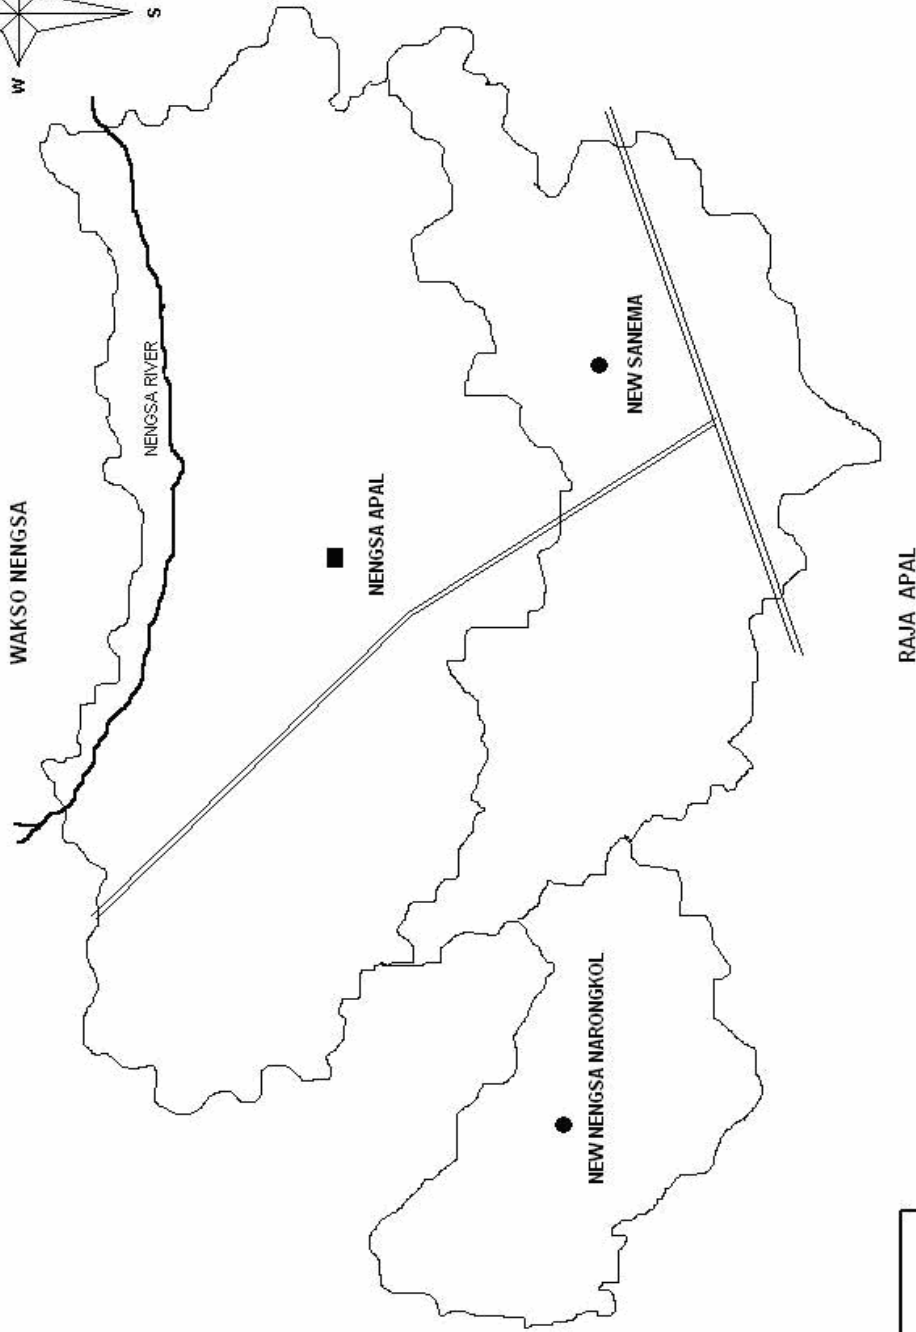 WAKSO NENGSA
W
S
NENGSA RIVER
NENGSA APAL
NEW NENGSA NARONGKOL
NEW SANEMA
RAJA APAL